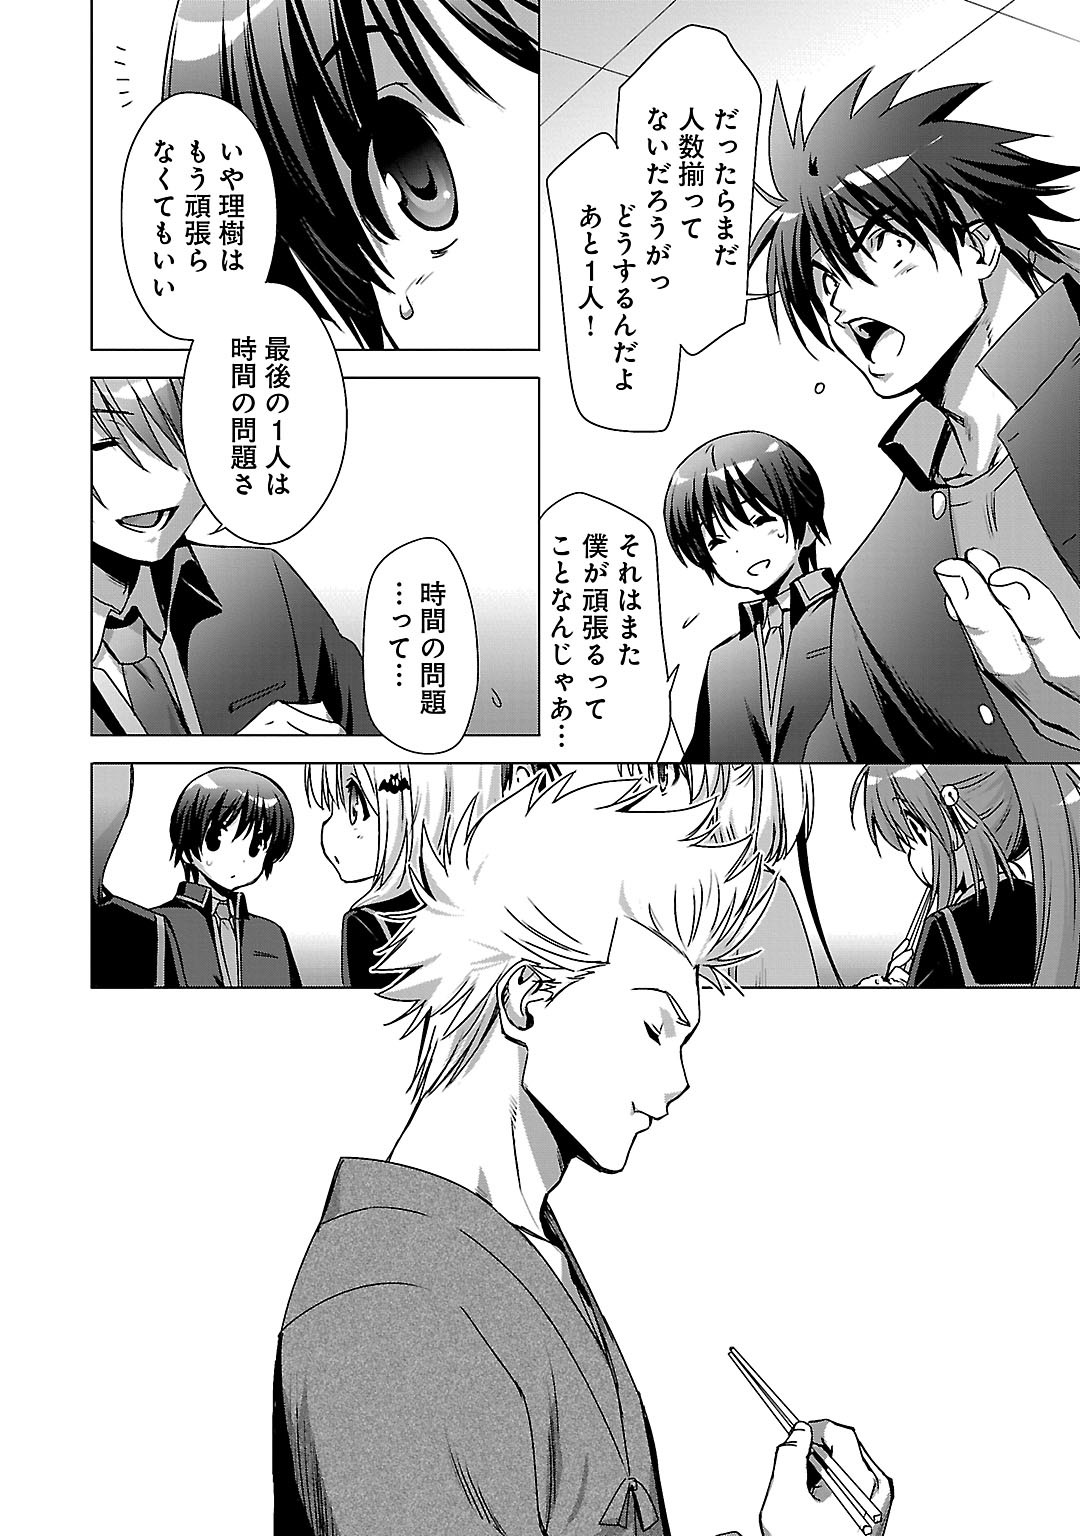 だったらまだ
人数揃って
ないだろうがっ
どうするんだよ
あと1人！
それはまた
僕が頑張るって
ことなんじゃあ…
いや理樹は
もう頑張ら
なくてもいい
最後の1人は
時間の問題さ
時間の問題
…って…